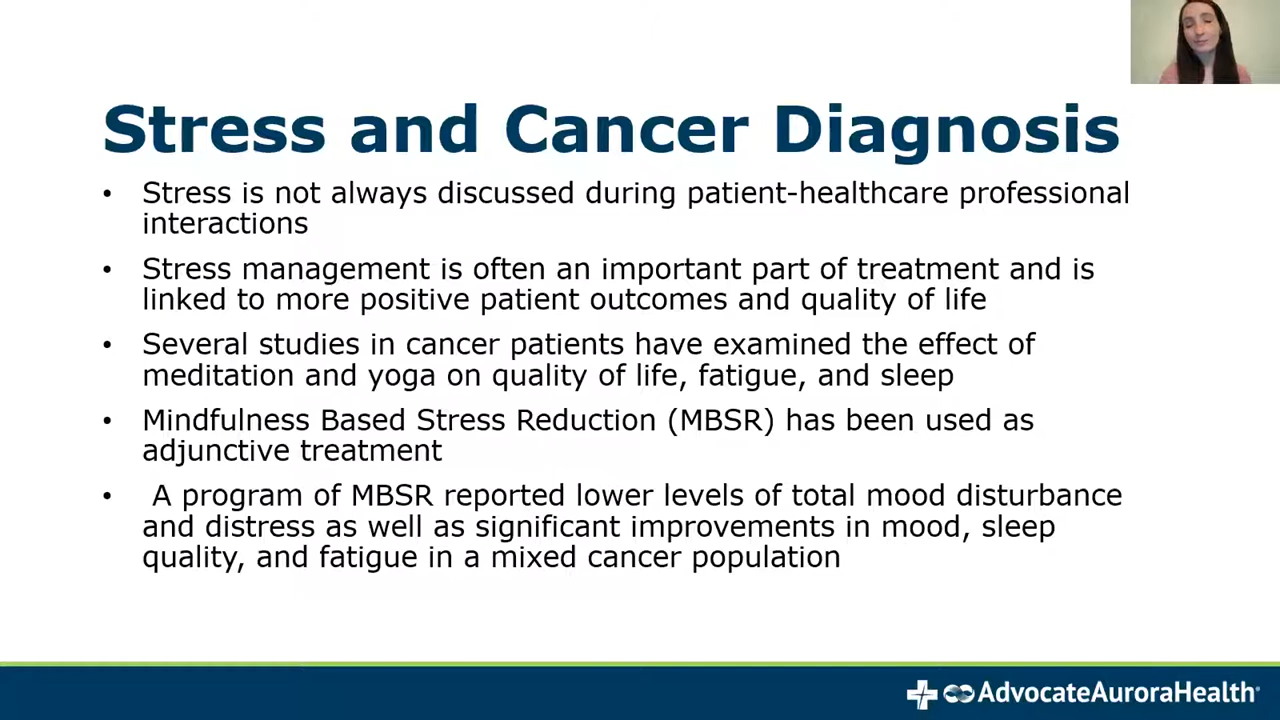 Stress and Cancer Diagnosis
• Stress is not always discussed during patient-healthcare professional
interactions
• Stress management is often an important part of treatment and is
linked to more positive patient outcomes and quality of life
• Several studies in cancer patients have examined the effect of
meditation and yoga on quality of life, fatigue, and sleep
• Mindfulness Based Stress Reduction (MBSR) has been used as
adjunctive treatment
• A program of MBSR reported lower levels of total mood disturbance
and distress as well as significant improvements in mood, sleep
quality, and fatigue in a mixed cancer population
AdvocateAuroraHealth®